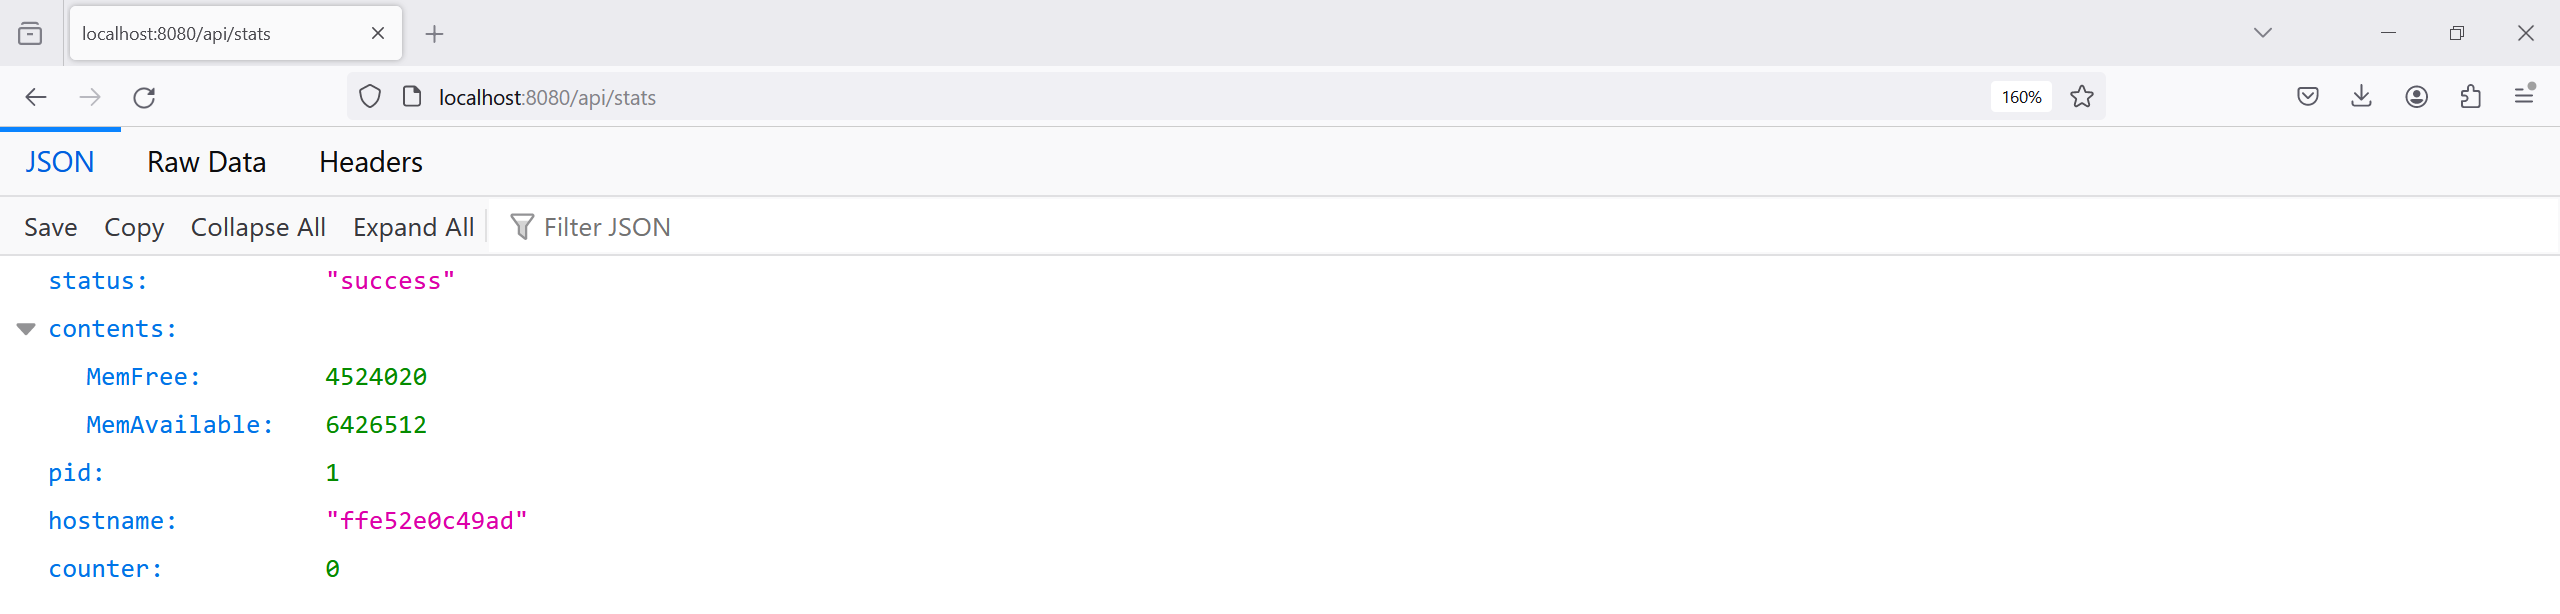 localhost:8080/api/stats
localhost:8080/api/stats 160%
JSON Raw Data Headers
Save Copy Collapse All Expand All Filter JSON
status: "success"
contents:
MemFree: 4524020
MemAvailable: 6426512
pid: 1
hostname: "ffe52e0c49ad"
counter: 0